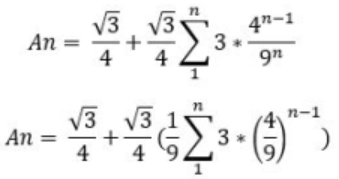 An = √3/4 + √3/4 ∑_{1}^{n} 3 * 4^{n-1}/9^{n}
An = √3/4 + √3/4 (1/9 ∑_{1}^{n} 3 * (4/9)^{n-1})